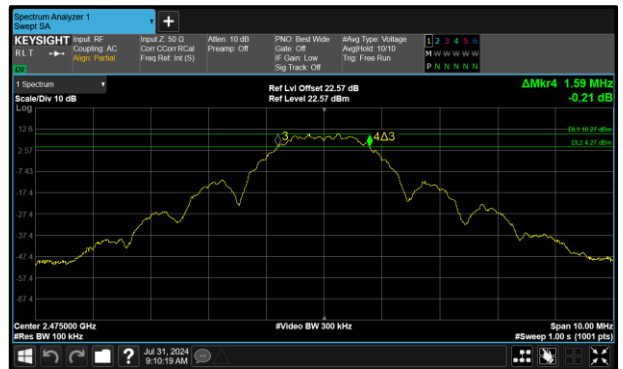 Spectrum Analyzer 1
Swept SA
+
KEYSIGHT
RLT
LV
Input: RF
Coupling: AC
Align: Partial
Input Z: 50 Ω
Corr CCorr RCal
Freq Ref: Int (S)
Atten: 10 dB
Preamp: Off
PNO: Best Wide
Gate: Off
IF Gain: Low
Sig Track: Off
#Avg Type: Voltage
Avg|Hold: 10/10
Trig: Free Run
1 2 3 4 5 6
M W W W W W
P N N N N N
1 Spectrum
Scale/Div 10 dB
Ref Lvl Offset 22.57 dB
Ref Level 22.57 dBm
ΔMkr4 1.59 MHz
-0.21 dB
Log
12.6
2.57
-7.43
-17.4
-27.4
-37.4
-47.4
-57.4
-67.4
3
4Δ3
DL1 10.27 dBm
DL2 4.27 dBm
Center 2.475000 GHz
#Res BW 100 kHz
#Video BW 300 kHz
Span 10.00 MHz
#Sweep 1.00 s (1001 pts)
?
Jul 31, 2024
9:10:19 AM